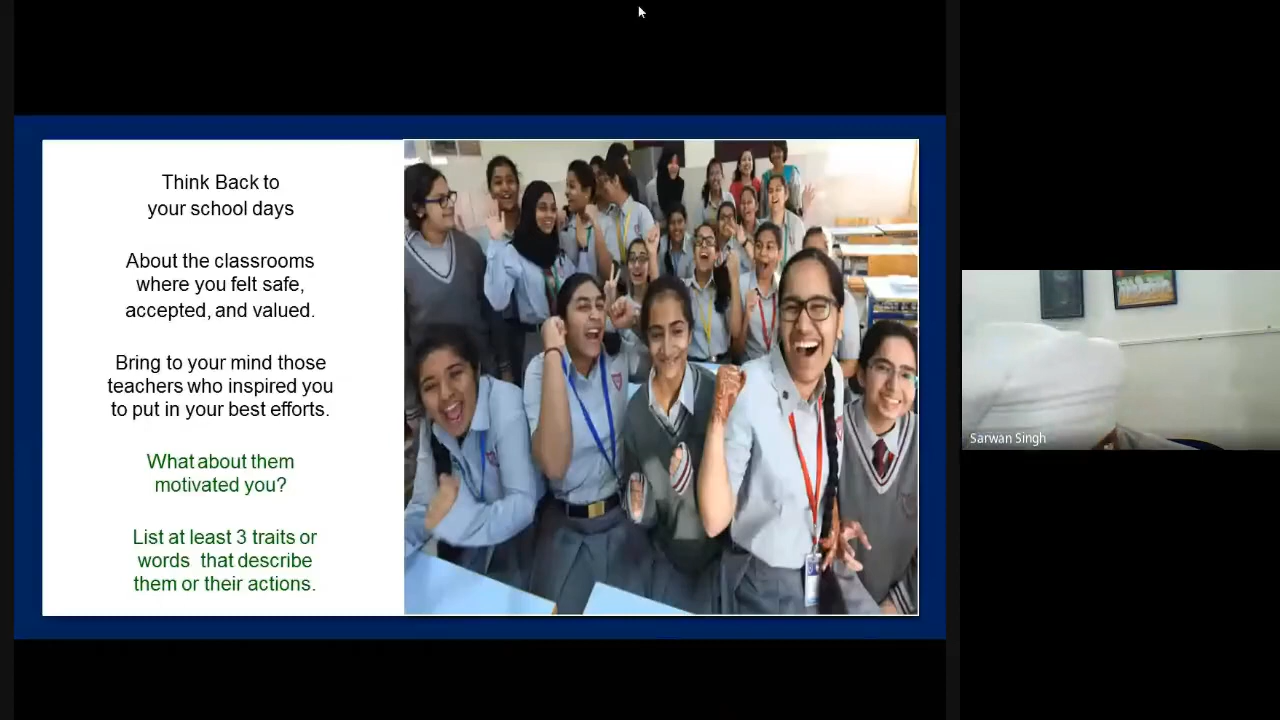 Think Back to
your school days
About the classrooms
where you felt safe,
accepted, and valued.
Bring to your mind those
teachers who inspired you
to put in your best efforts.
What about them
motivated you?
List at least 3 traits or
words that describe
them or their actions.
Sarwan Singh